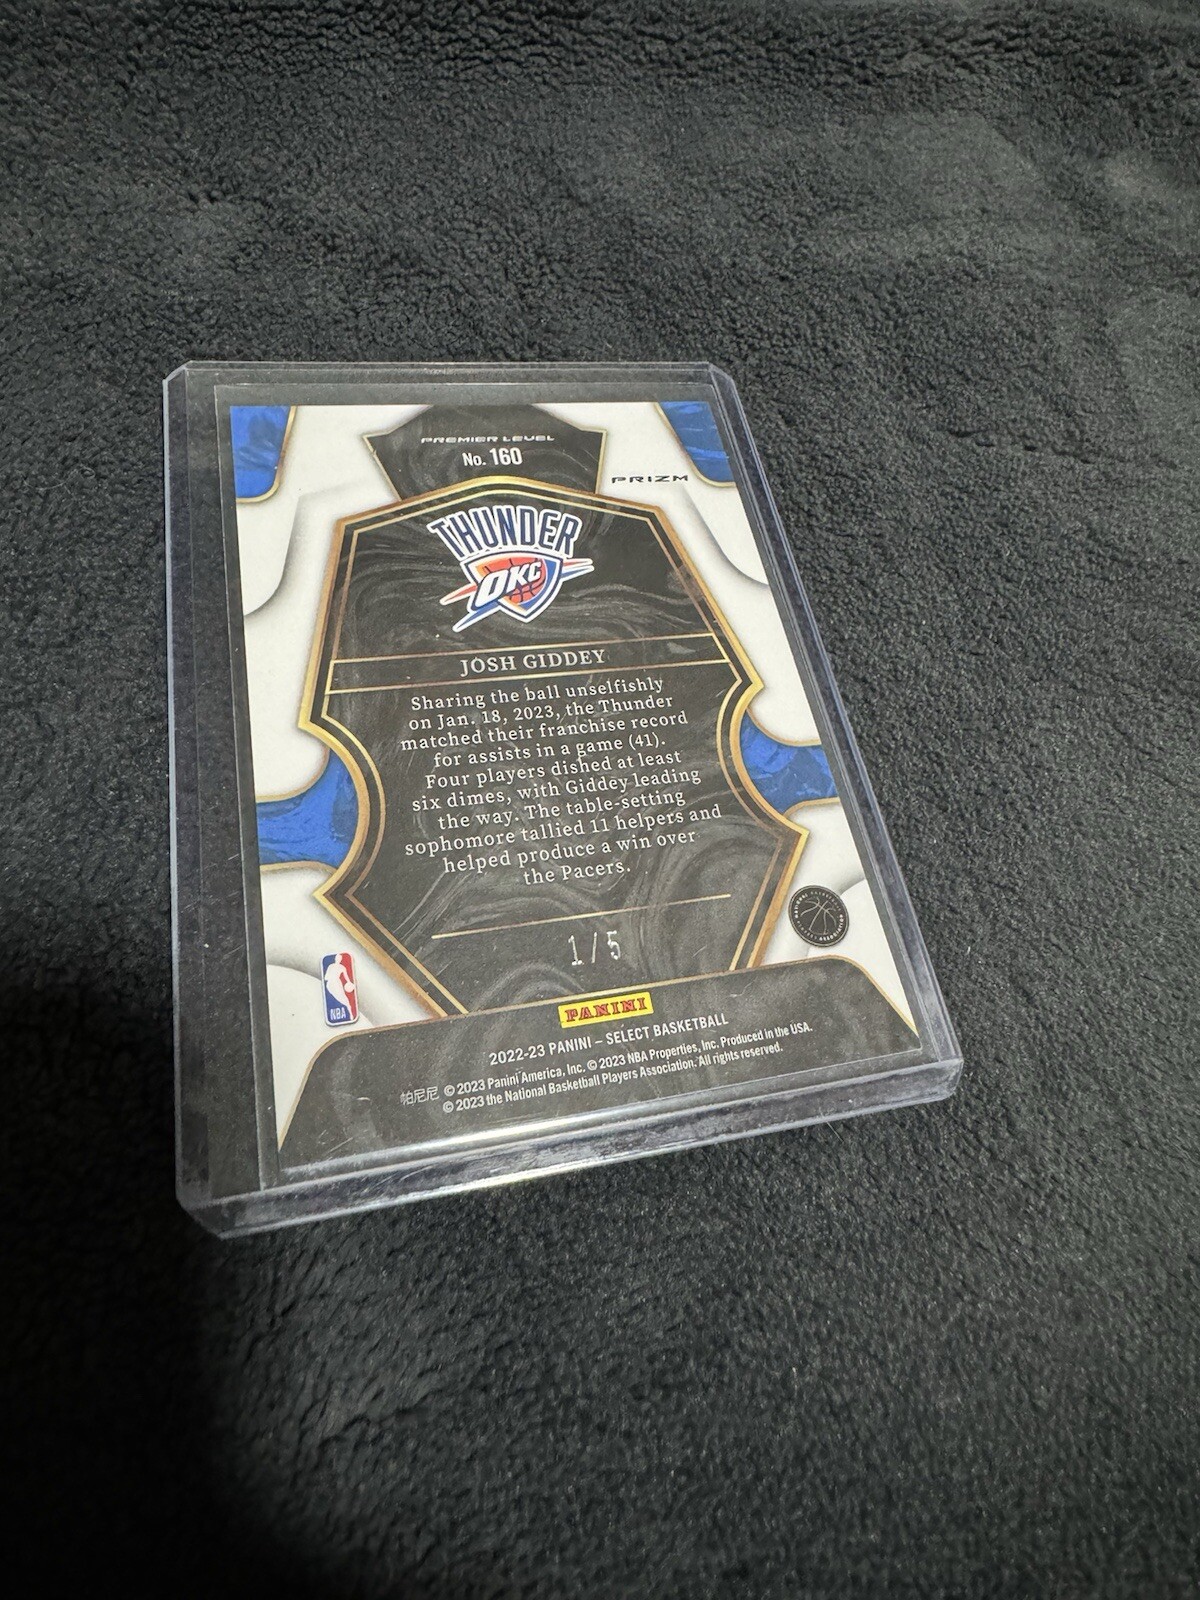 PREMIER LEVEL
No. 160
PRIZM
THUNDER
OKC
JOSH GIDDEY
Sharing the ball unselfishly
on Jan. 18, 2023, the Thunder
matched their franchise record
for assists in a game (41).
Four players dished at least
six dimes, with Giddey leading
the way. The table-setting
sophomore tallied 11 helpers and
helped produce a win over
the Pacers.
1/5
NATIONAL BASKETBALL
ASSOCIATION
NBA
PANINI
2022-23 PANINI – SELECT BASKETBALL
帕尼尼 © 2023 Panini America, Inc. © 2023 NBA Properties, Inc. Produced in the USA.
© 2023 the National Basketball Players Association. All rights reserved.